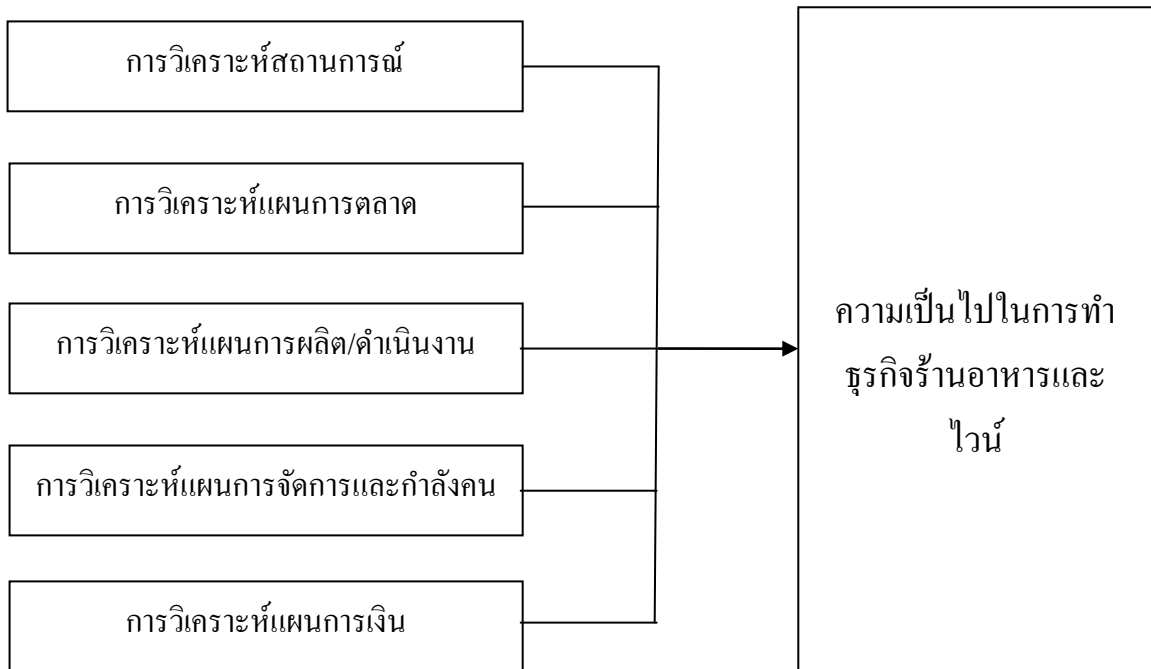 การวิเคราะห์สถานการณ์
การวิเคราะห์แผนการตลาด
การวิเคราะห์แผนการผลิต/ดำเนินงาน
การวิเคราะห์แผนการจัดการและกำลังคน
การวิเคราะห์แผนการเงิน
ความเป็นไปในการทำ
ธุรกิจร้านอาหารและ
ไวน์